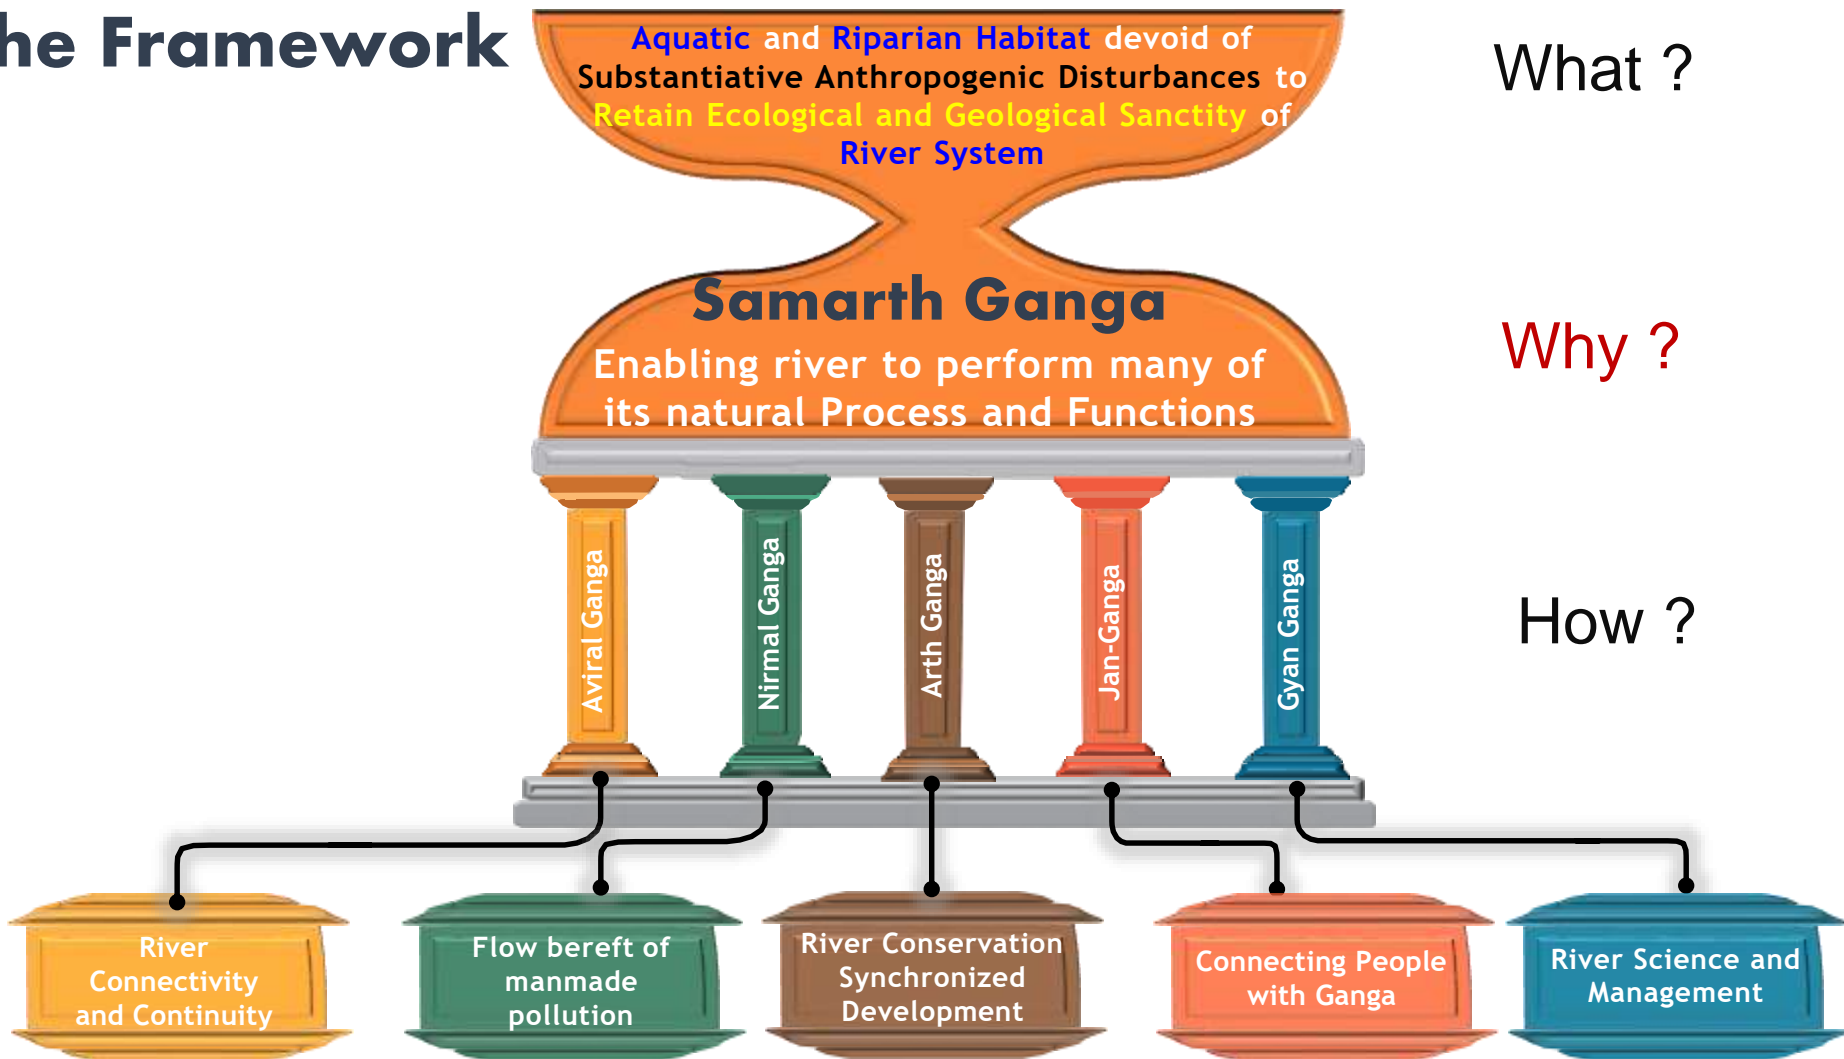 he Framework
Aquatic and Riparian Habitat devoid of
Substantiative Anthropogenic Disturbances to
Retain Ecological and Geological Sanctity of
River System
What ?
Samarth Ganga
Enabling river to perform many of
its natural Process and Functions
Why ?
Aviral Ganga
Nirmal Ganga
Arth Ganga
Jan-Ganga
Gyan Ganga
How ?
River
Connectivity
and Continuity
Flow bereft of
manmade
pollution
River Conservation
Synchronized
Development
Connecting People
with Ganga
River Science and
Management